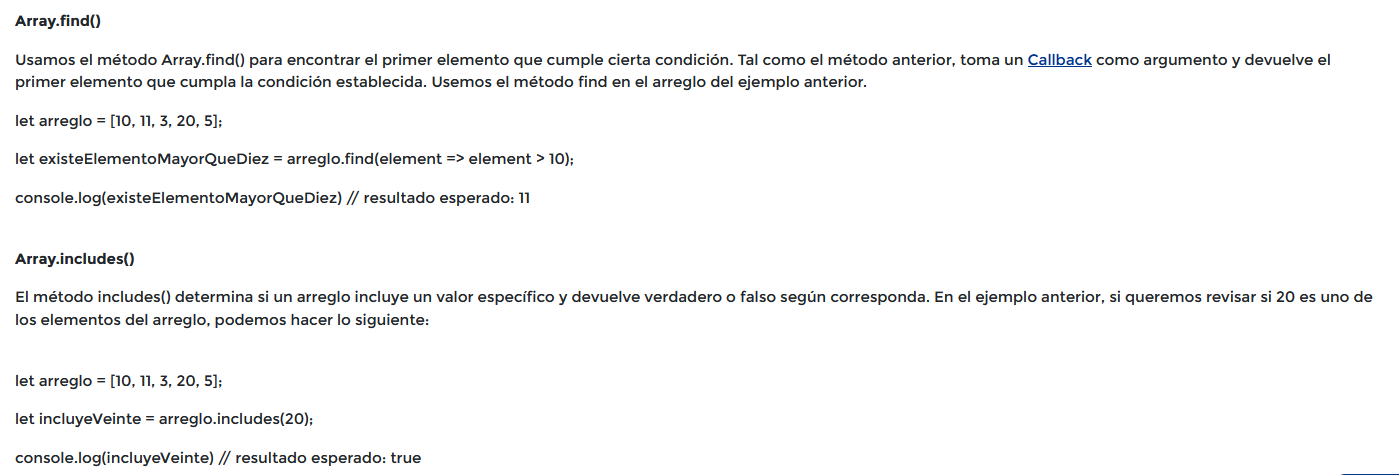 Array.find()
Usamos el método Array.find() para encontrar el primer elemento que cumple cierta condición. Tal como el método anterior, toma un Callback como argumento y devuelve el
primer elemento que cumpla la condición establecida. Usemos el método find en el arreglo del ejemplo anterior.
let arreglo = [10, 11, 3, 20, 5];
let existeElementoMayorQueDiez = arreglo.find(element => element > 10);
console.log(existeElementoMayorQueDiez) // resultado esperado: 11
Array.includes()
El método includes() determina si un arreglo incluye un valor específico y devuelve verdadero o falso según corresponda. En el ejemplo anterior, si queremos revisar si 20 es uno de
los elementos del arreglo, podemos hacer lo siguiente:
let arreglo = [10, 11, 3, 20, 5];
let incluyeVeinte = arreglo.includes(20);
console.log(incluyeVeinte) // resultado esperado: true